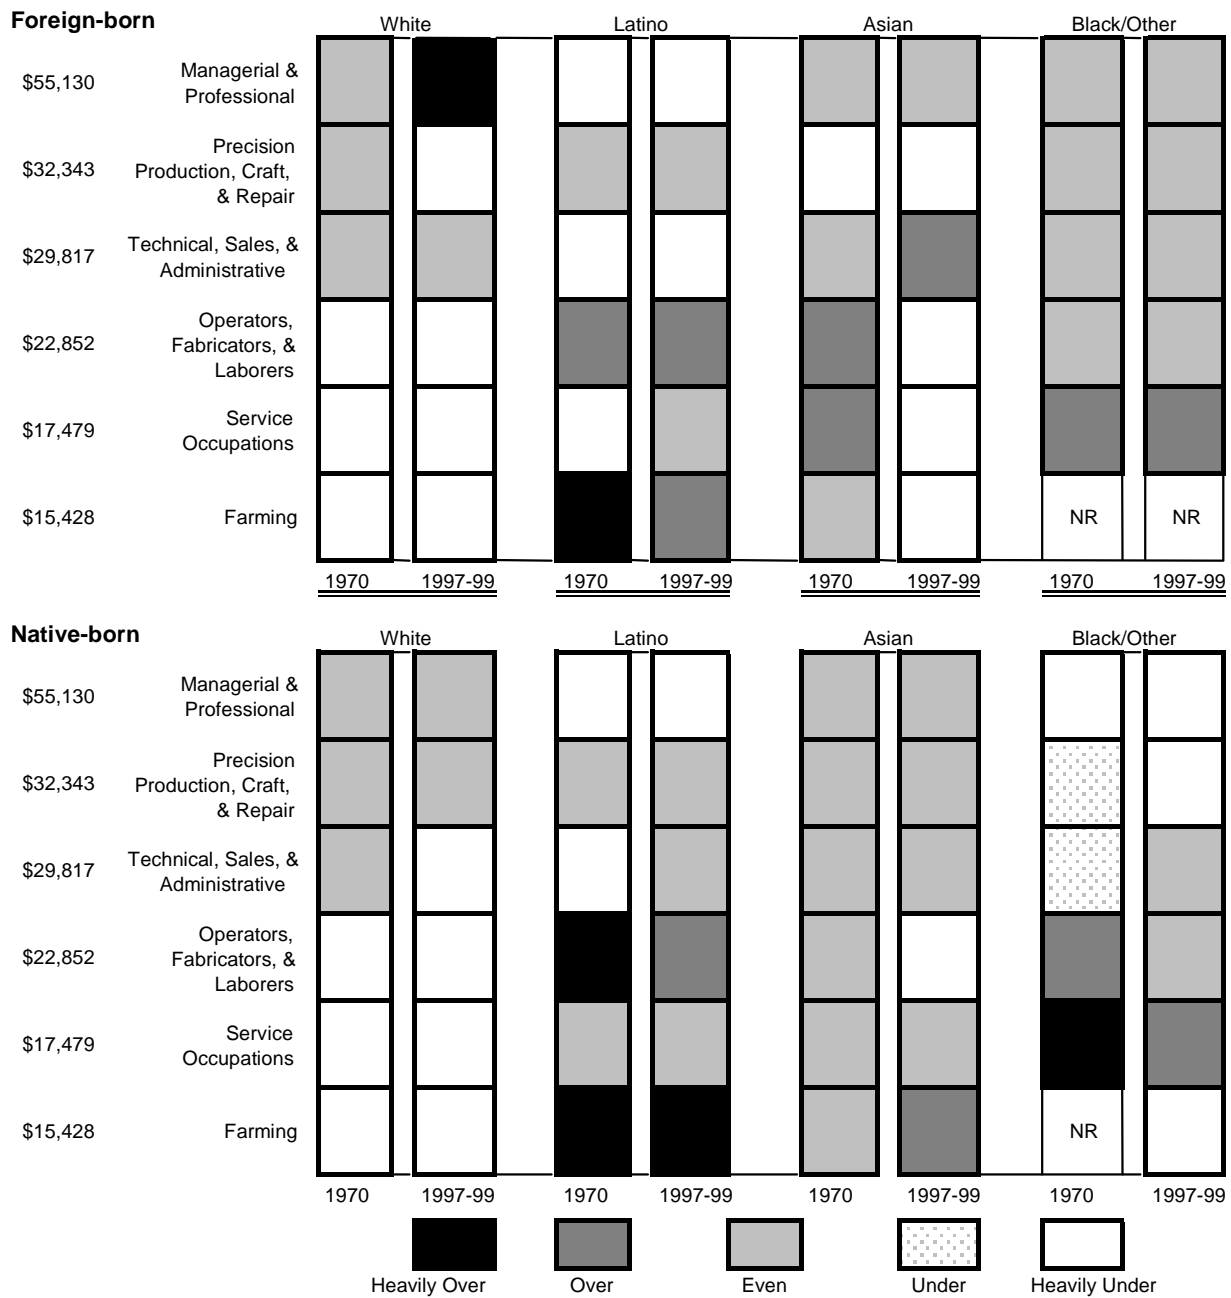 Foreign-born
White Latino Asian Black/Other
$55,130 Managerial &
Professional
$32,343 Precision
Production, Craft,
& Repair
$29,817 Technical, Sales, &
Administrative
$22,852 Operators,
Fabricators, &
Laborers
$17,479 Service
Occupations
$15,428 Farming NR NR
1970 1997-99 1970 1997-99 1970 1997-99 1970 1997-99
Native-born
White Latino Asian Black/Other
$55,130 Managerial &
Professional
$32,343 Precision
Production, Craft,
& Repair
$29,817 Technical, Sales, &
Administrative
$22,852 Operators,
Fabricators, &
Laborers
$17,479 Service
Occupations
$15,428 Farming NR
1970 1997-99 1970 1997-99 1970 1997-99 1970 1997-99
Heavily Over Over Even Under Heavily Under